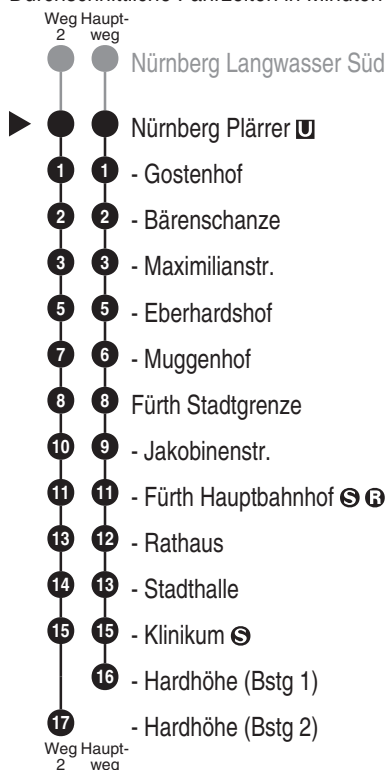 Durchschnittliche Fahrzeiten in Minuten
Weg 2 Haupt-weg
Nürnberg Langwasser Süd
Nürnberg Plärrer U
1 1 - Gostenhof
2 2 - Bärenschanze
3 3 - Maximilianstr.
5 5 - Eberhardshof
7 6 - Muggenhof
8 8 Fürth Stadtgrenze
10 9 - Jakobinenstr.
11 11 - Fürth Hauptbahnhof S R
13 12 - Rathaus
14 13 - Stadthalle
15 15 - Klinikum S
16 - Hardhöhe (Bstg 1)
17 - Hardhöhe (Bstg 2)
Weg 2 Haupt-weg